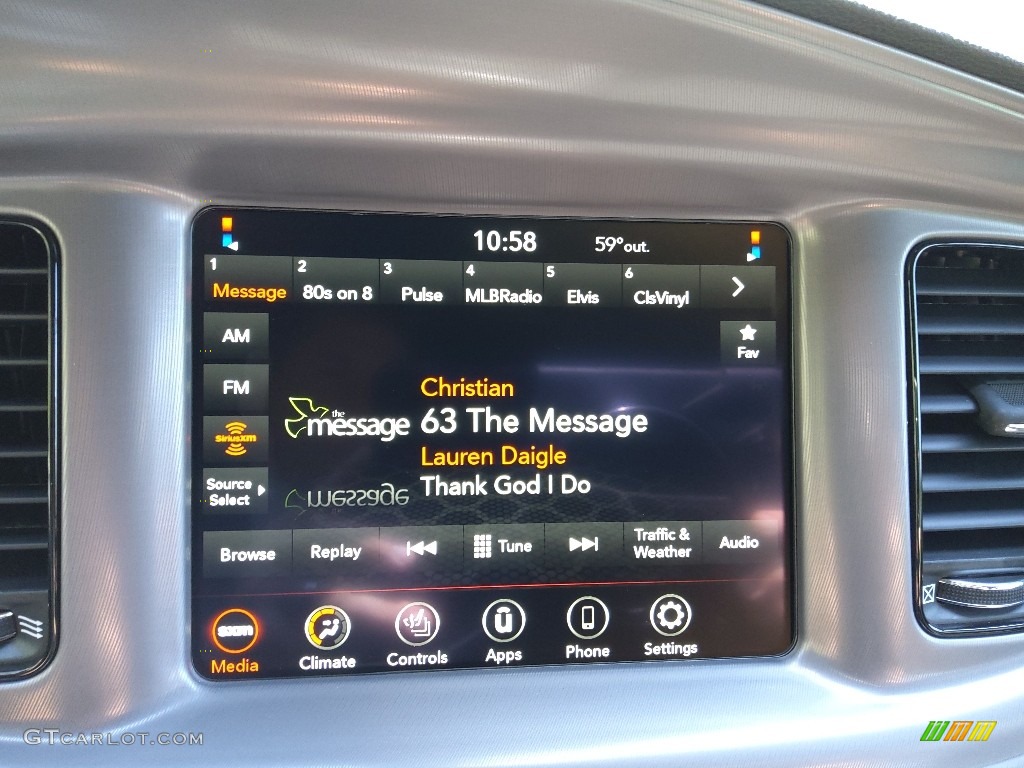 10:58 59°out.
1 2 3 4 5 6
Message 80s on 8 Pulse MLBRadio Elvis ClsVinyl
AM
Fav
FM
Christian
the
message
63 The Message
SiriusXM
Lauren Daigle
Source
Select
Thank God I Do
message
Browse Replay Tune Traffic &
Weather Audio
sxm
Media Climate Controls Apps Phone Settings
GTCARLOT.COM